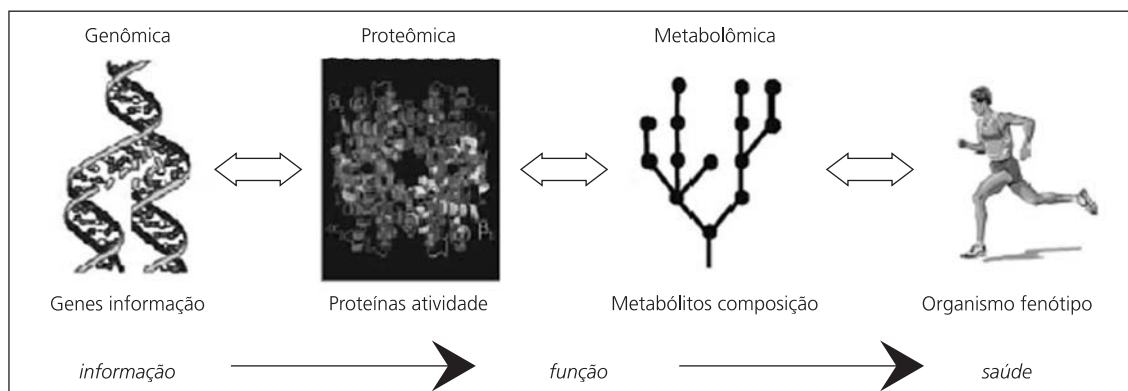 Genômica Proteômica Metabolômica
Genes informação Proteínas atividade Metabólitos composição Organismo fenótipo
informação função saúde